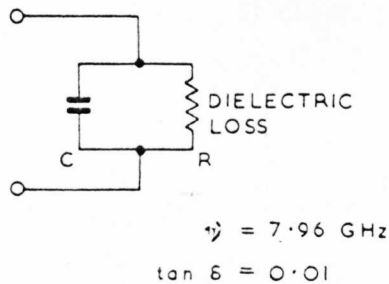 DIELECTRIC
LOSS
C R
= 7·96 GHz
tan δ = 0·01